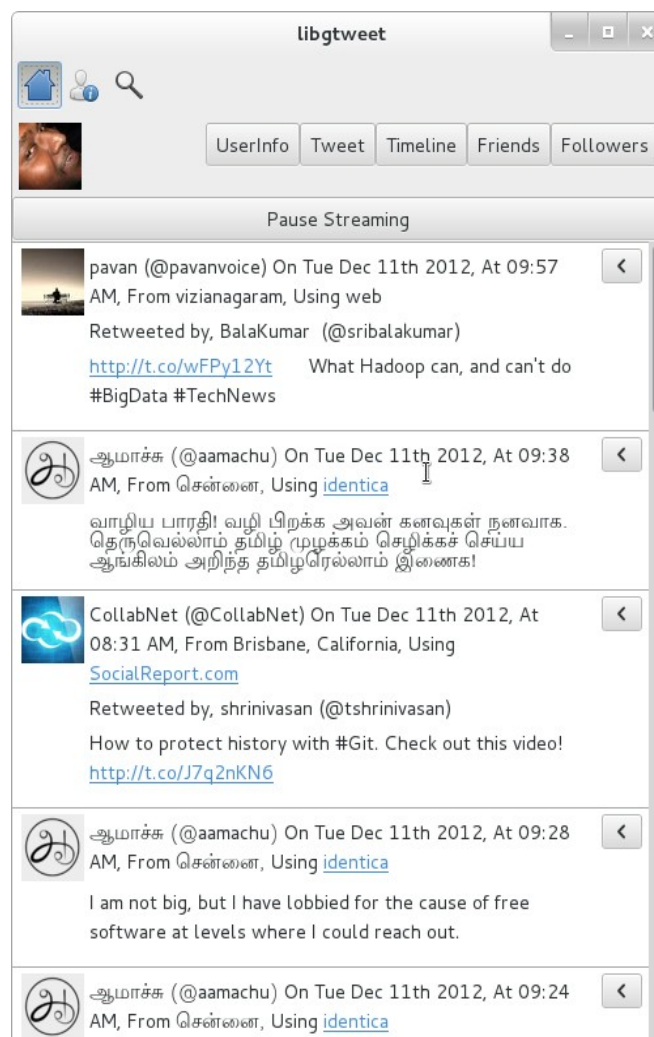 libgtweet
UserInfo Tweet Timeline Friends Followers
Pause Streaming
pavan (@pavanvoice) On Tue Dec 11th 2012, At 09:57
AM, From vizianagaram, Using web
Retweeted by, BalaKumar (@sribalakumar)
http://t.co/wFPy12Yt What Hadoop can, and can't do
#BigData #TechNews
ஆமாச்சு (@aamachu) On Tue Dec 11th 2012, At 09:38
AM, From சென்னை, Using identica
வாழிய பாரதி! வழி பிறக்க அவன் கனவுகள் நனவாக.
தெருவெல்லாம் தமிழ் முழக்கம் செழிக்கச் செய்ய
ஆங்கிலம் அறிந்த தமிழரெல்லாம் இணைக!
CollabNet (@CollabNet) On Tue Dec 11th 2012, At
08:31 AM, From Brisbane, California, Using
SocialReport.com
Retweeted by, shrinivasan (@tshrinivasan)
How to protect history with #Git. Check out this video!
http://t.co/J7q2nKN6
ஆமாச்சு (@aamachu) On Tue Dec 11th 2012, At 09:28
AM, From சென்னை, Using identica
I am not big, but I have lobbied for the cause of free
software at levels where I could reach out.
ஆமாச்சு (@aamachu) On Tue Dec 11th 2012, At 09:24
AM, From சென்னை, Using identica